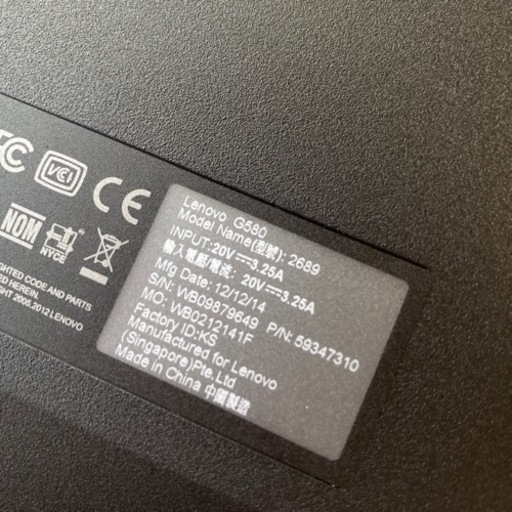 FC VCI CE
NOM NYCE
GHTED CODE AND PARTS
ED HEREIN.
GHT 2005, 2012 LENOVO
Lenovo G580
Model Name(型號): 2689
INPUT:20V⎓3.25A
輸入電壓/電流: 20V⎓3.25A
Mfg Date: 12/12/14
S/N: WB09879649 P/N: 59347310
MO: WB0212141F
Factory ID:KS
Manufactured for Lenovo
(Singapore)Pte.Ltd
Made in China 中國製造